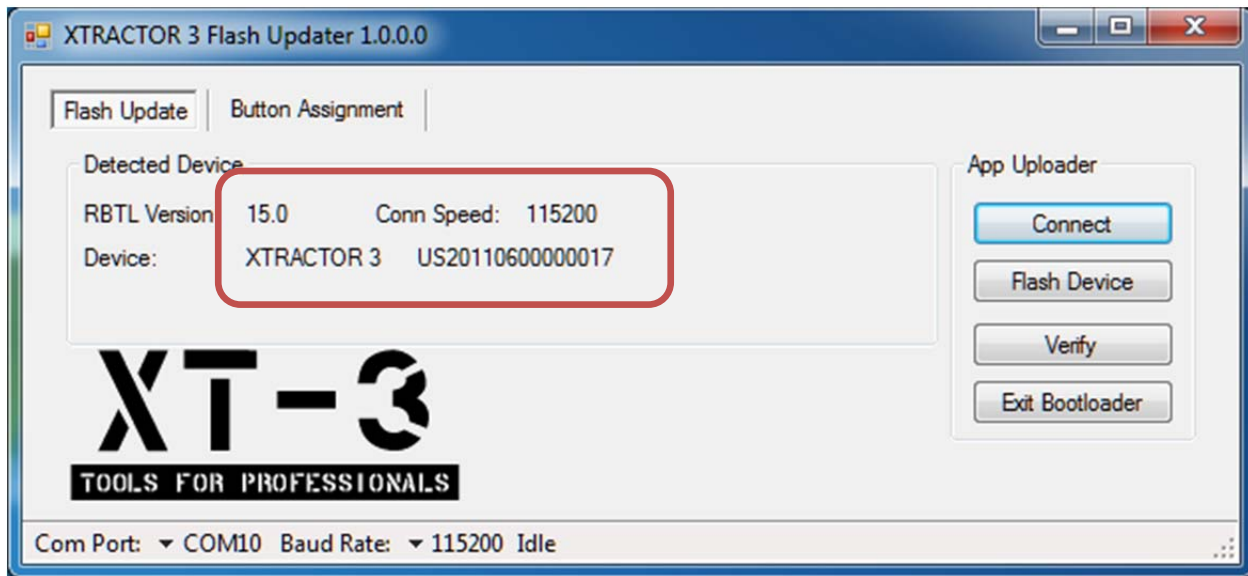 XTRACTOR 3 Flash Updater 1.0.0.0
Flash Update Button Assignment
Detected Device
RBTL Version 15.0 Conn Speed: 115200
Device: XTRACTOR 3 US20110600000017
App Uploader
Connect
Flash Device
Verify
Exit Bootloader
XT-3
TOOLS FOR PROFESSIONALS
Com Port: COM10 Baud Rate: 115200 Idle